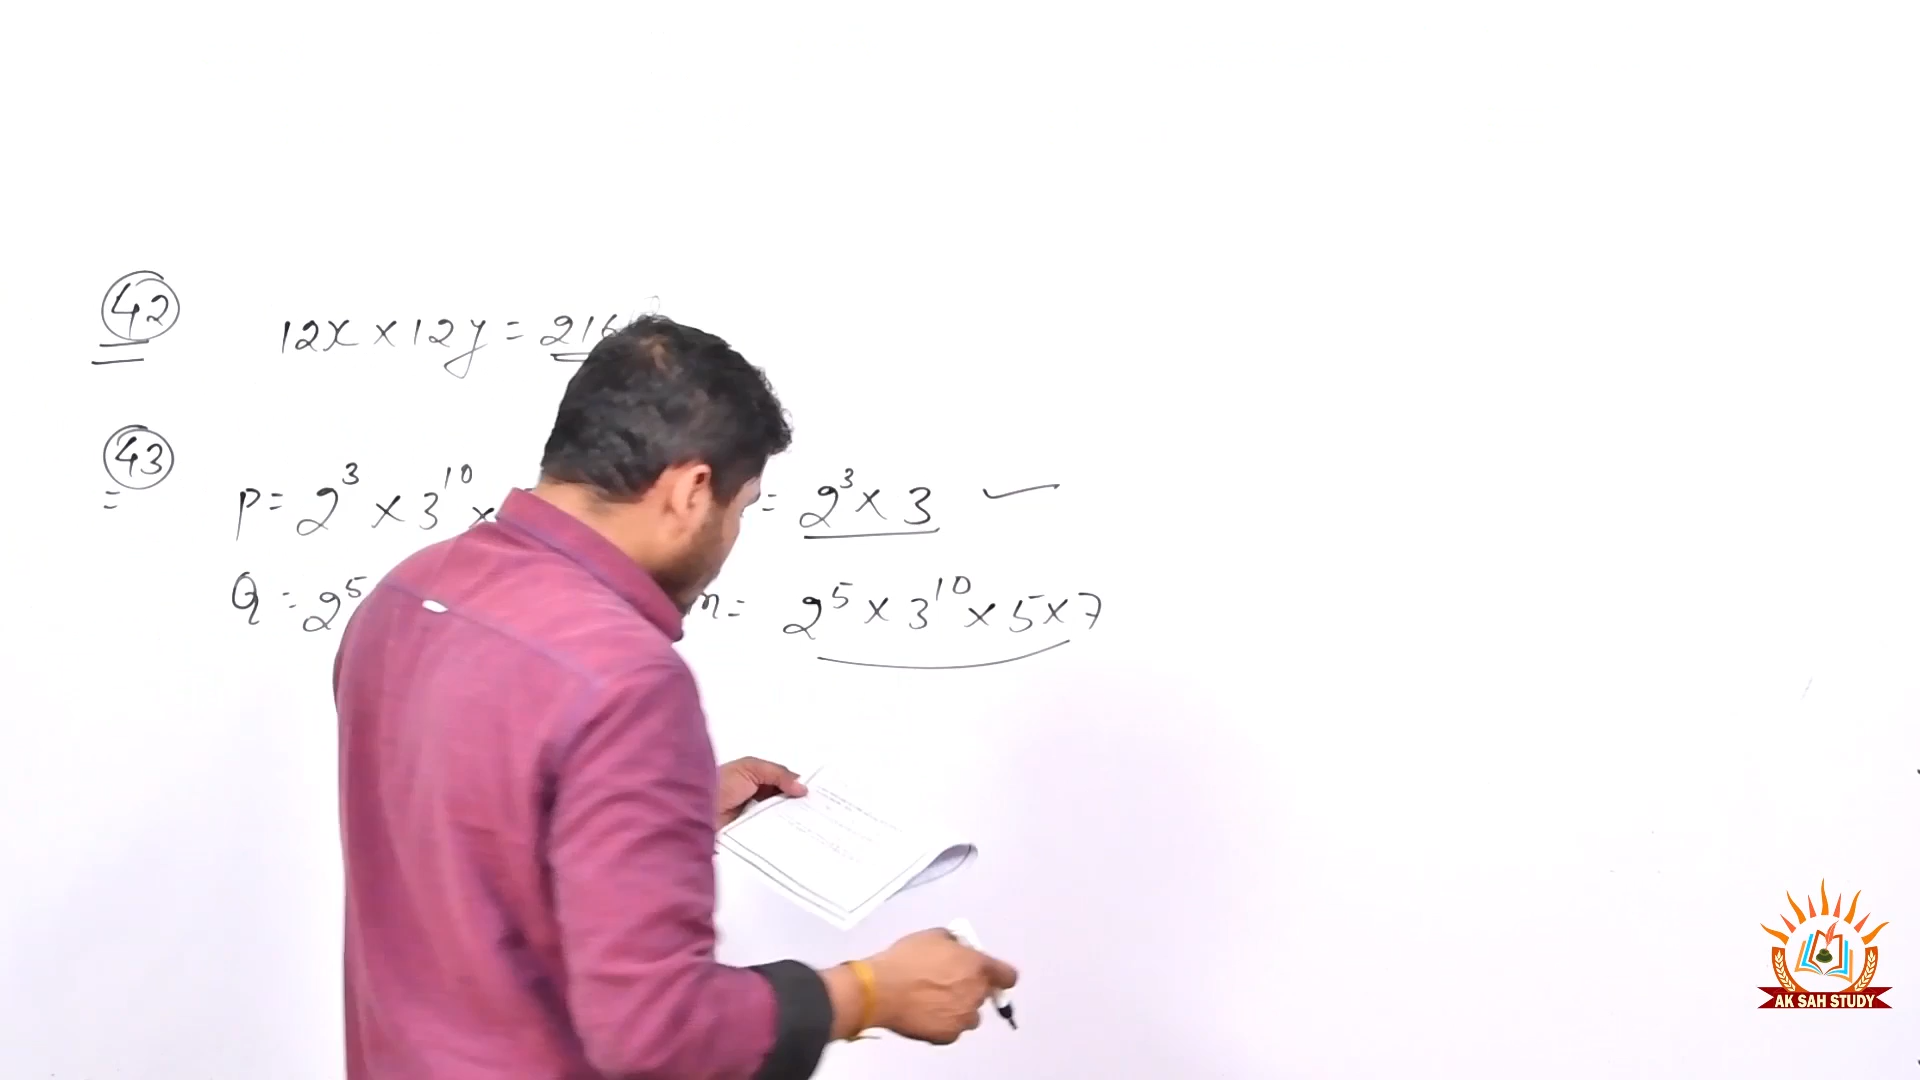 42 12x × 12y = 216
43
P = 2³ × 3¹⁰ × = 2³ × 3
Q = 2⁵ m = 2⁵ × 3¹⁰ × 5 × 7
AK SAH STUDY